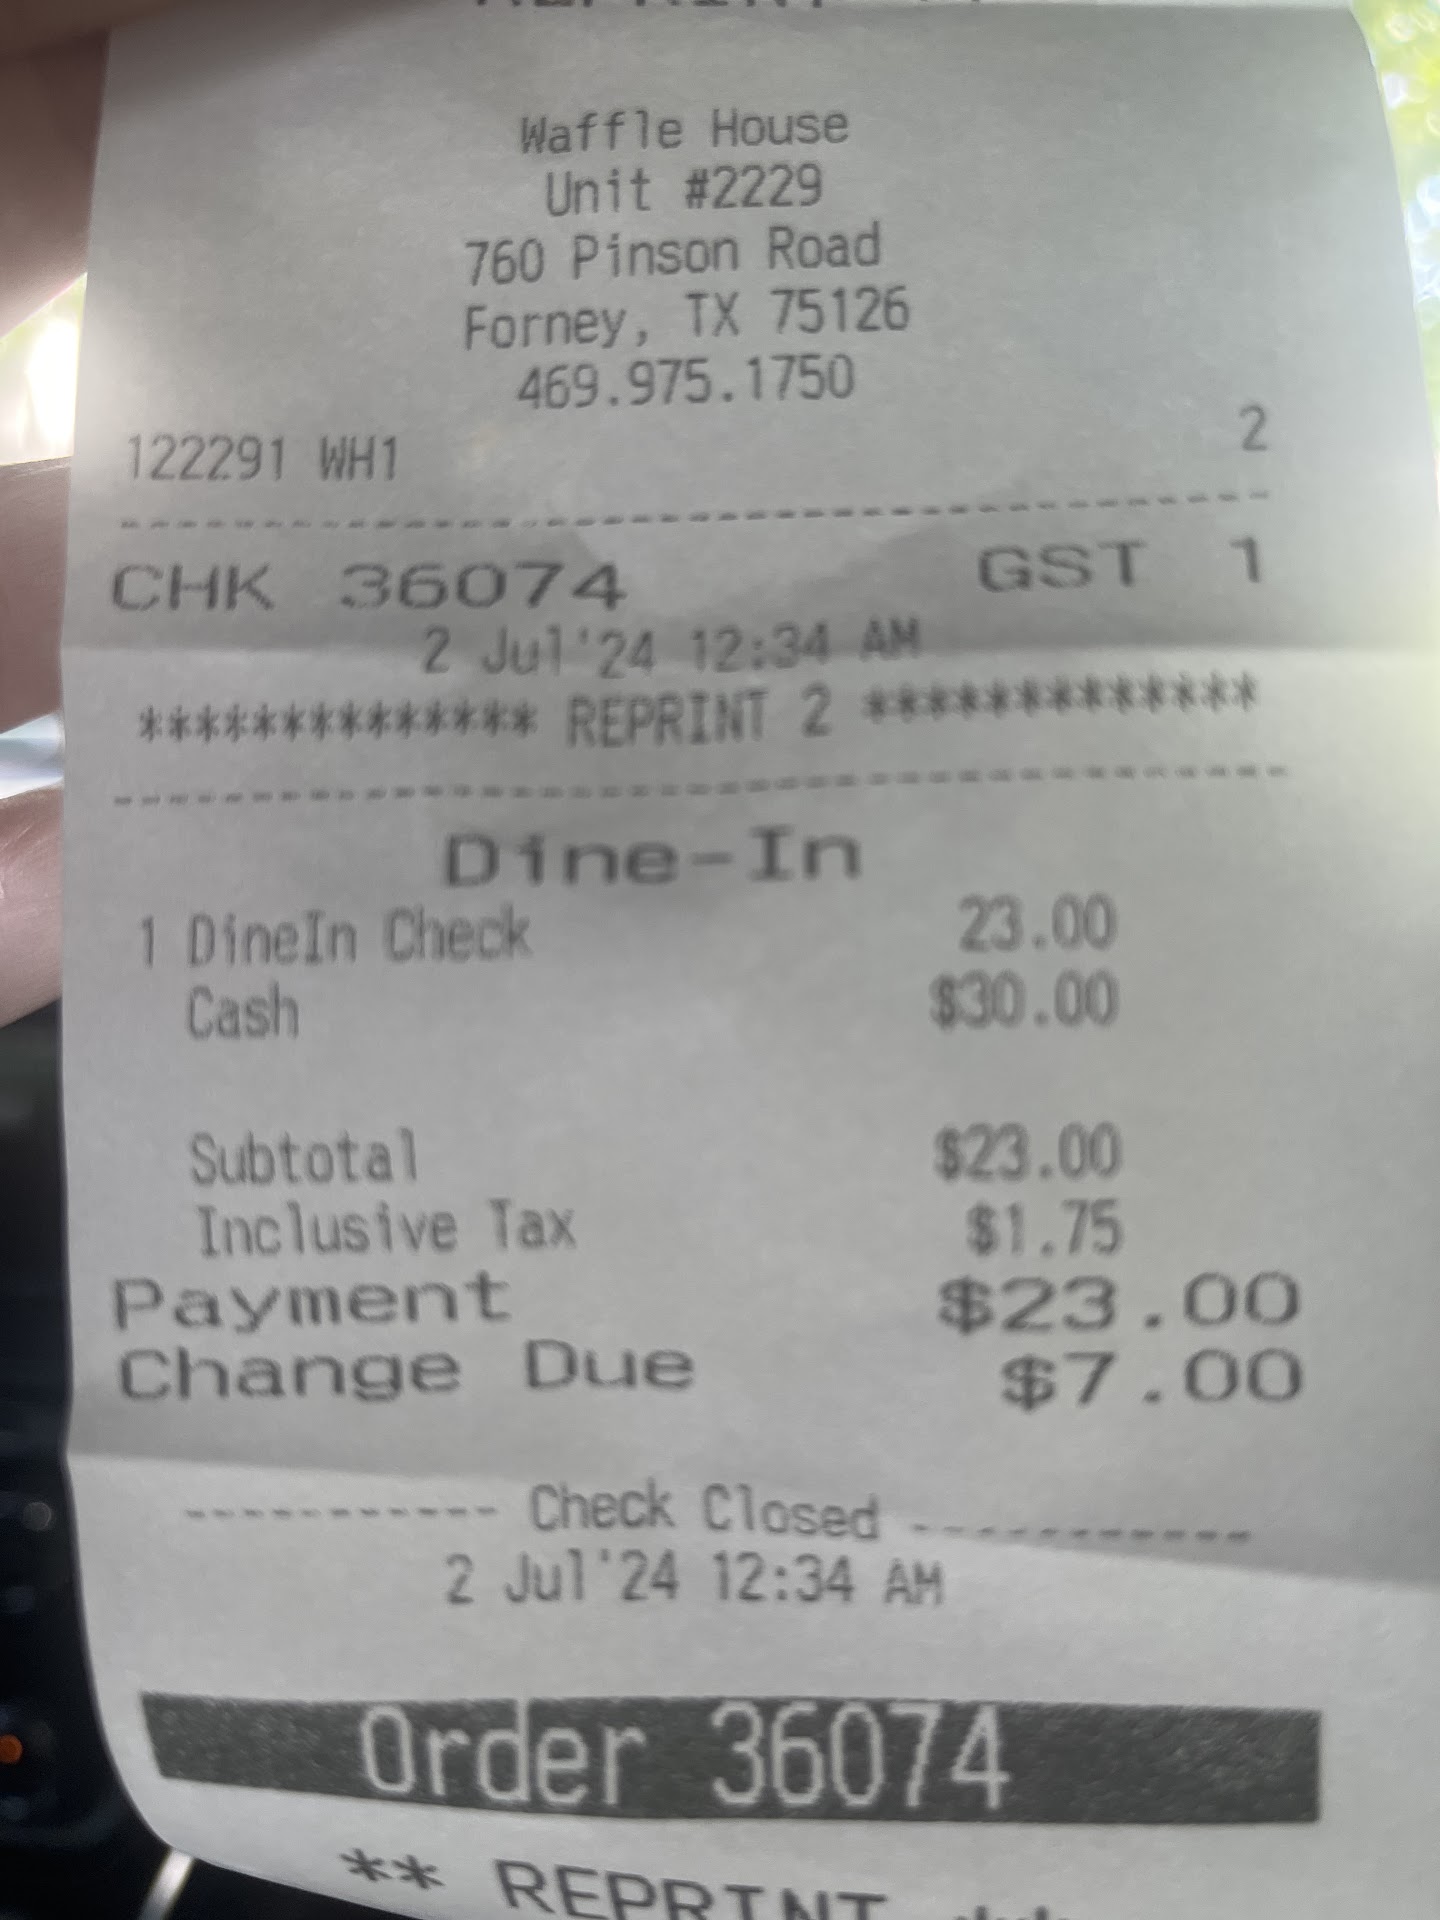 REPRINT
Waffle House
Unit #2229
760 Pinson Road
Forney, TX 75126
469.975.1750
122291 WH1 2
----------------------------------------
CHK 36074 GST 1
2 Jul'24 12:34 AM
************** REPRINT 2 **************
----------------------------------------
Dine-In
1 DineIn Check 23.00
Cash $30.00
Subtotal $23.00
Inclusive Tax $1.75
Payment $23.00
Change Due $7.00
----------- Check Closed ------------
2 Jul'24 12:34 AM
Order 36074
** REPRINT **